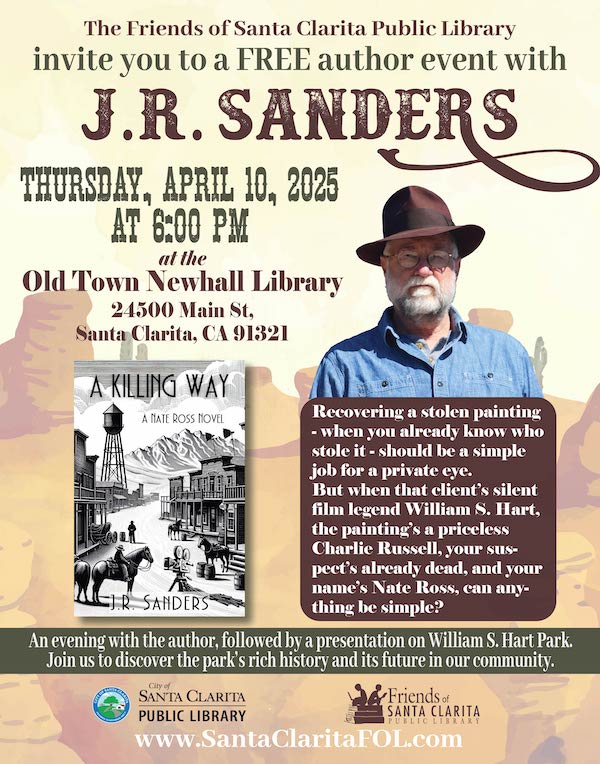 The Friends of Santa Clarita Public Library
invite you to a FREE author event with
J.R. SANDERS
THURSDAY, APRIL 10, 2025
AT 6:00 PM
at the
Old Town Newhall Library
24500 Main St,
Santa Clarita, CA 91321
A KILLING WAY
A NATE ROSS NOVEL
J.R. SANDERS
Recovering a stolen painting
- when you already know who
stole it - should be a simple
job for a private eye.
But when that client's silent
film legend William S. Hart,
the painting's a priceless
Charlie Russell, your sus-
pect's already dead, and your
name's Nate Ross, can any-
thing be simple?
An evening with the author, followed by a presentation on William S. Hart Park.
Join us to discover the park's rich history and its future in our community.
City of
SANTA CLARITA
PUBLIC LIBRARY
Friends of
SANTA CLARITA
PUBLIC LIBRARY
www.SantaClaritaFOL.com